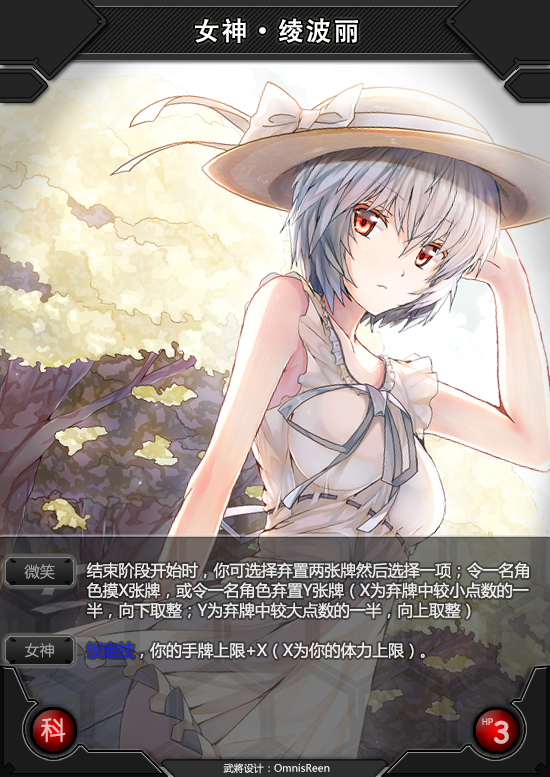 女神·绫波丽
微笑
结束阶段开始时，你可选择弃置两张牌然后选择一项；令一名角
色摸X张牌，或令一名角色弃置Y张牌（X为弃牌中较小点数的一
半，向下取整；Y为弃牌中较大点数的一半，向上取整）
女神
锁定技，你的手牌上限+X（X为你的体力上限）。
科
HP 3
武將设计：OmnisReen